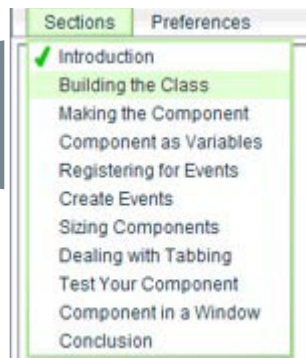 Sections Preferences
Introduction
Building the Class
Making the Component
Component as Variables
Registering for Events
Create Events
Sizing Components
Dealing with Tabbing
Test Your Component
Component in a Window
Conclusion